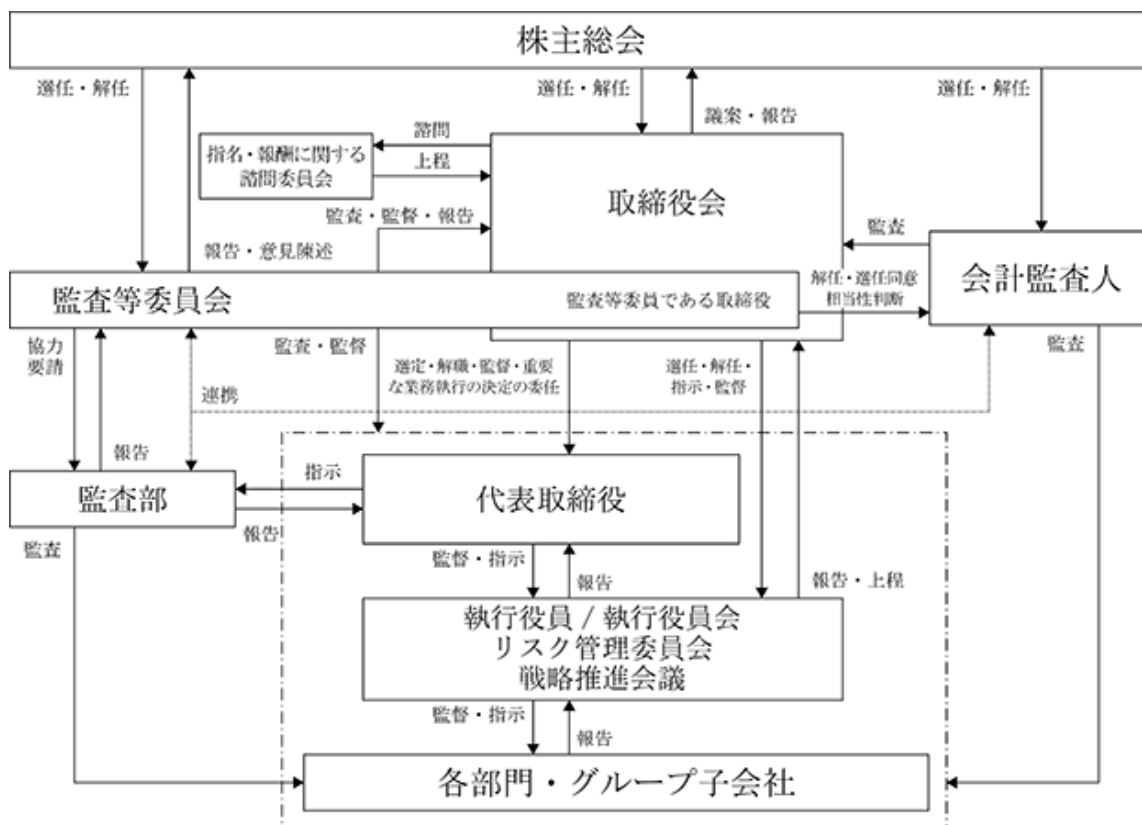 株主総会
選任・解任
選任・解任
選任・解任
議案・報告
諮問
指名・報酬に関する
諮問委員会
上程
取締役会
監査・監督・報告
監査
報告・意見陳述
会計監査人
監査等委員会
監査等委員である取締役
解任・選任同意
相当性判断
協力
要請
監査・監督
選定・解職・監督・重要
な業務執行の決定の委任
選任・解任・
指示・監督
監査
連携
報告
指示
監査部
代表取締役
報告
監査
監督・指示
報告
報告・上程
執行役員 / 執行役員会
リスク管理委員会
戦略推進会議
監督・指示
報告
各部門・グループ子会社